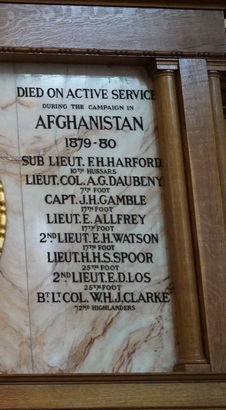 DIED ON ACTIVE SERVICE
DURING THE CAMPAIGN IN
AFGHANISTAN
1879-80
SUB LIEUT. F.H. HARFORD
10TH HUSSARS
LIEUT. COL. A.G. DAUBENY
7TH FOOT
CAPT. J.H. GAMBLE
17TH FOOT
LIEUT. E. ALLFREY
17TH FOOT
2ND LIEUT. E.H. WATSON
17TH FOOT
LIEUT. H.H.S. SPOOR
25TH FOOT
2ND LIEUT. E.D. LOS
25TH FOOT
BT LT COL. W.H.J. CLARKE
72ND HIGHLANDERS